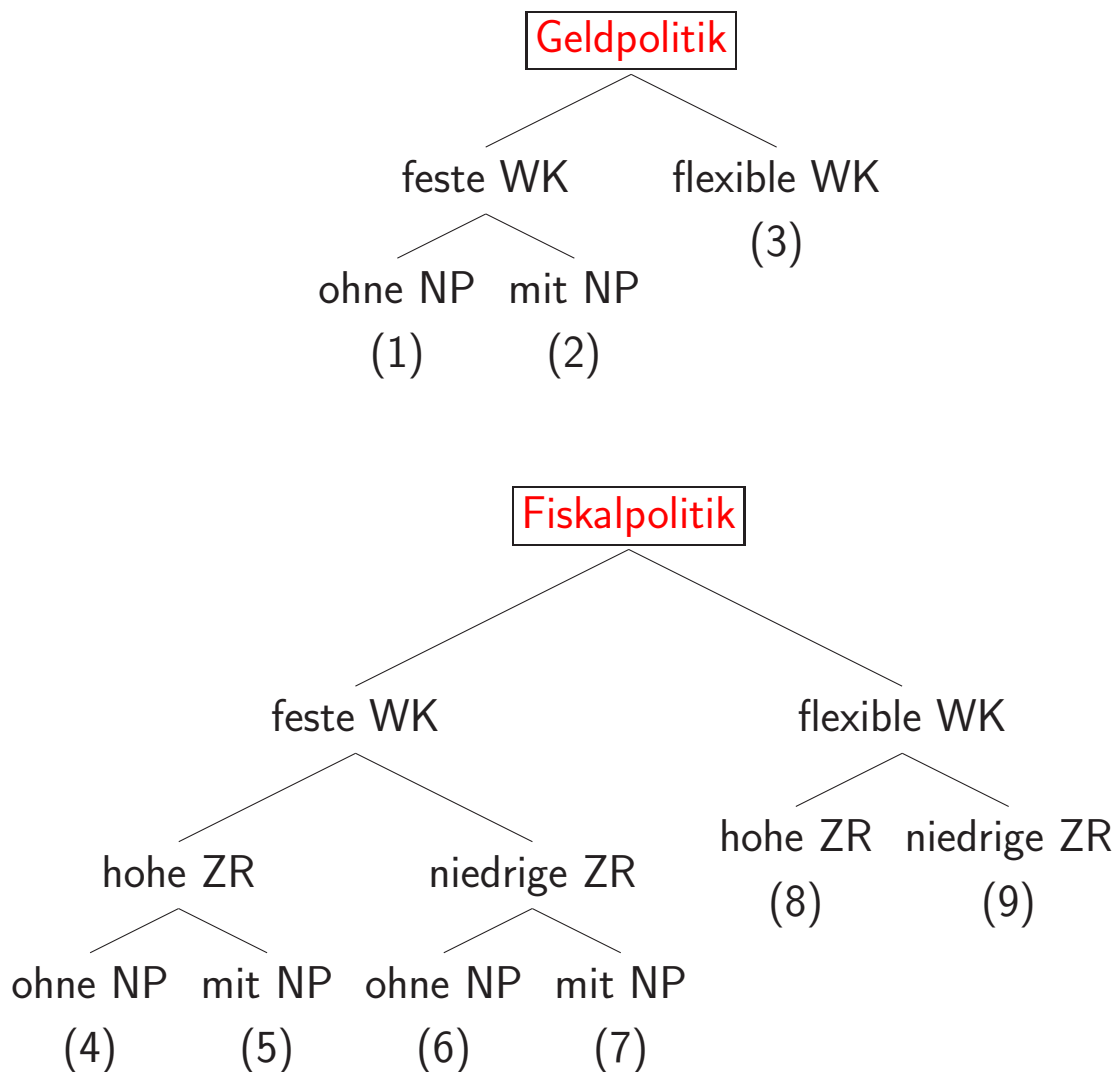 Geldpolitik
feste WK flexible WK
(3)
ohne NP mit NP
(1) (2)
Fiskalpolitik
feste WK flexible WK
hohe ZR niedrige ZR
(8) (9)
hohe ZR niedrige ZR
ohne NP mit NP ohne NP mit NP
(4) (5) (6) (7)